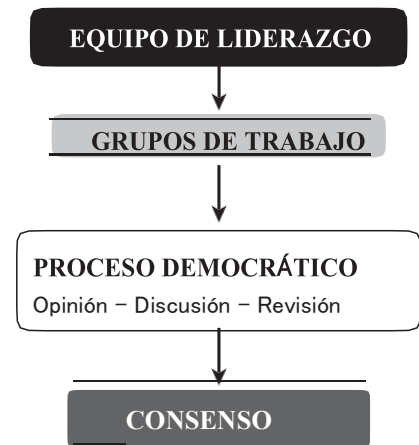 EQUIPO DE LIDERAZGO
GRUPOS DE TRABAJO
PROCESO DEMOCRÁTICO
Opinión – Discusión – Revisión
CONSENSO